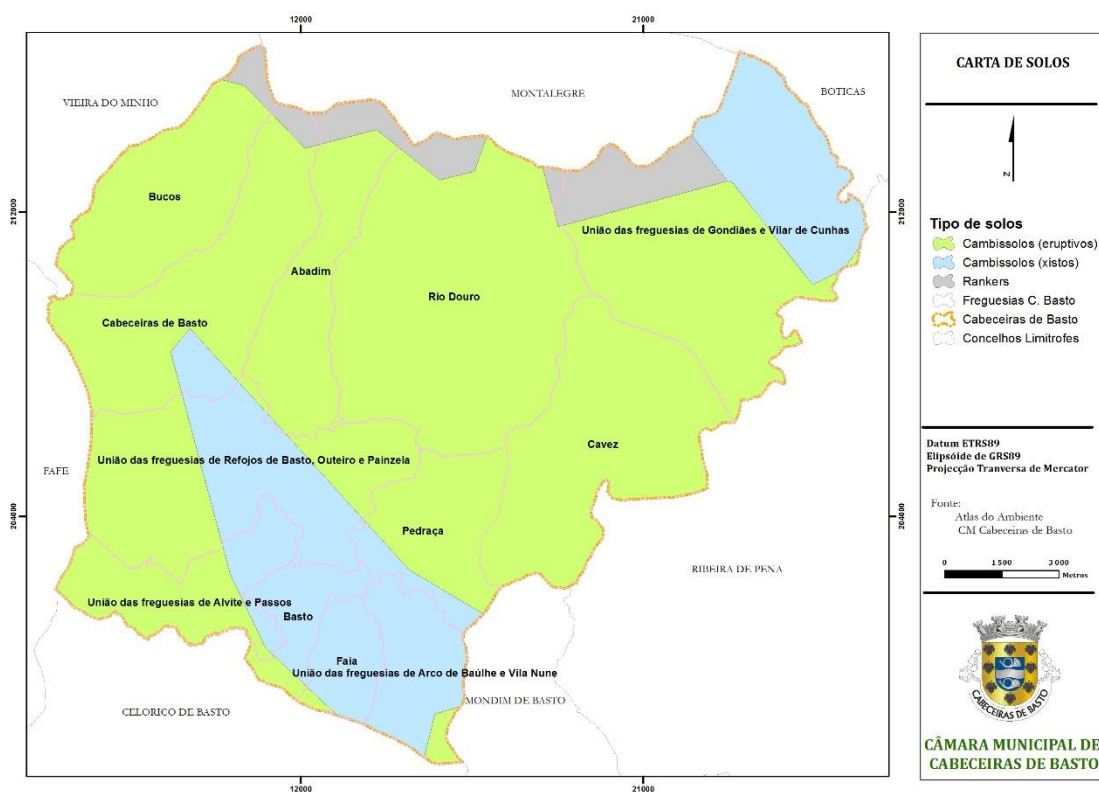 12000
21000
VIEIRA DO MINHO
MONTALEGRE
BOTICAS
Bucos
212000
212000
União das freguesias de Gondiães e Vilar de Cunhas
Abadim
Rio Douro
Cabeceiras de Basto
Cavez
União das freguesias de Refojos de Basto, Outeiro e Painzela
FAFE
204000
204000
Pedraça
RIBEIRA DE PENA
União das freguesias de Alvite e Passos
Basto
Faia
União das freguesias de Arco de Baúlhe e Vila Nune
MONDIM DE BASTO
CELORICO DE BASTO
12000
21000
CARTA DE SOLOS
N
Tipo de solos
Cambissolos (eruptivos)
Cambissolos (xistos)
Rankers
Freguesias C. Basto
Cabeceiras de Basto
Concelhos Limitrofes
Datum ETRS89
Elipsóide de GRS89
Projecção Tranversa de Mercator
Fonte:
Atlas do Ambiente
CM Cabeceiras de Basto
0 1 500 3 000
Metros
CABECEIRAS DE BASTO
CÂMARA MUNICIPAL DE
CABECEIRAS DE BASTO